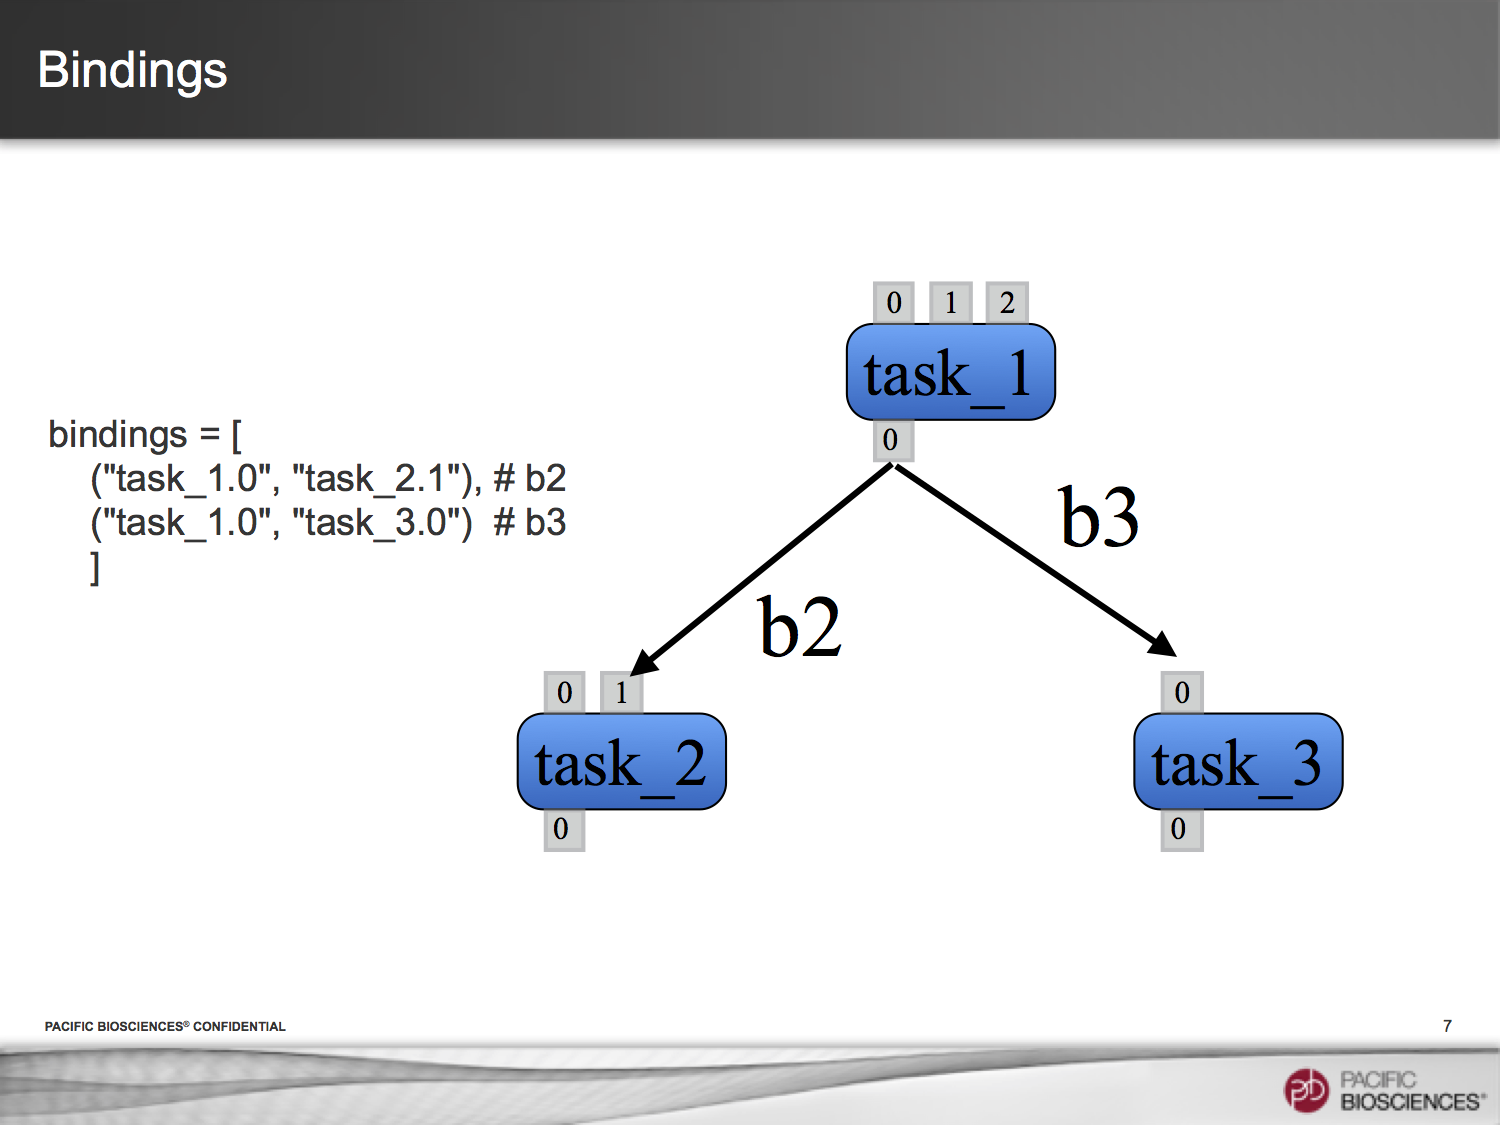 Bindings
bindings = [
("task_1.0", "task_2.1"), # b2
("task_1.0", "task_3.0")  # b3
]
0 1 2
task_1
0
b3
b2
0 1
task_2
0
0
task_3
0
PACIFIC BIOSCIENCES® CONFIDENTIAL
7
pb
PACIFIC
BIOSCIENCES®